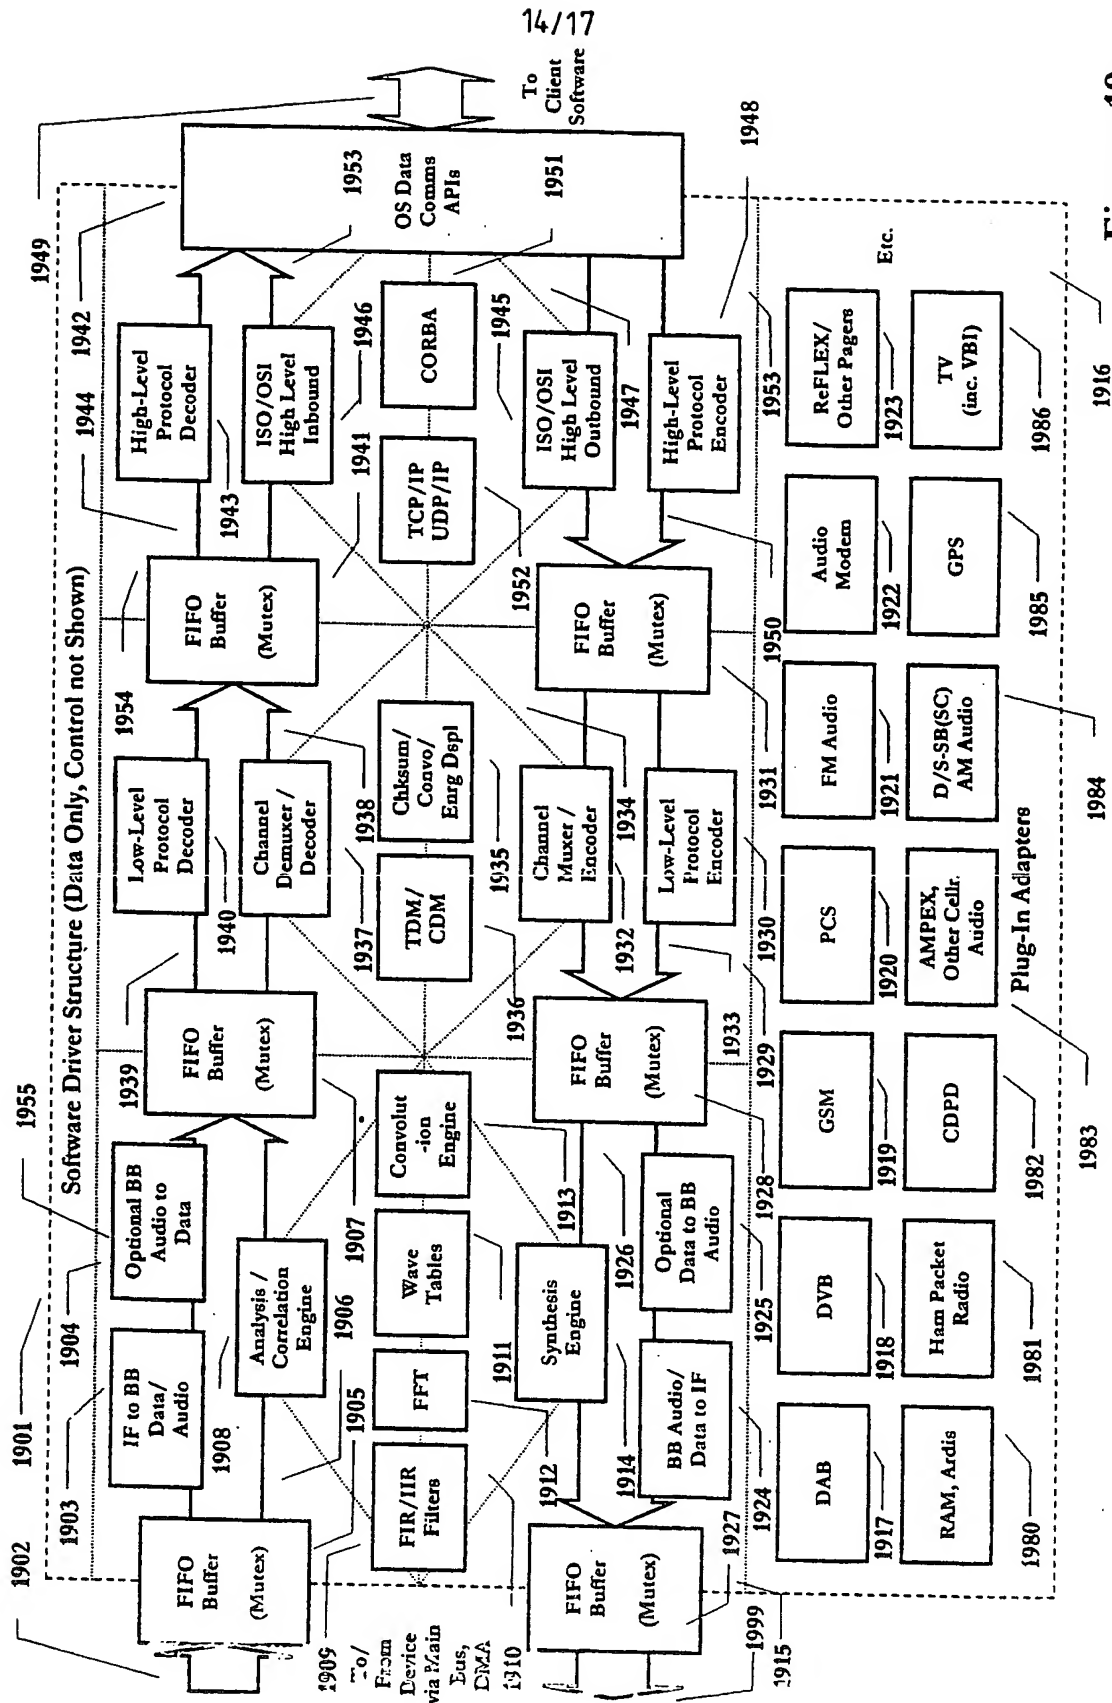 14/17
Software Driver Structure (Data Only, Control not Shown)
1902
1901
1903
1904
1955
1939
1954
1944
1942
1949
FIFO
Buffer
(Mutex)
IF to BB
Data/
Audio
Optional BB
Audio to
Data
FIFO
Buffer
(Mutex)
Low-Level
Protocol
Decoder
FIFO
Buffer
(Mutex)
High-Level
Protocol
Decoder
1908
Analysis /
Correlation
Engine
1940
Channel
Demuxer /
Decoder
1943
ISO/OSI
High Level
Inbound
1905
1906
1907
1937
1938
1941
1946
1953
OS Data
Comms
APIs
1951
To
Client
Software
1909
To/
From
Device
via Main
Bus,
DMA
1910
FIR/IIR
Filters
FFT
Wave
Tables
Convolut
-ion Engine
TDM/
CDM
Chksum/
Convo/
Enrg Dspl
TCP/IP
UDP/IP
CORBA
1912
1911
1913
1936
1935
1952
1945
FIFO
Buffer
(Mutex)
Synthesis
Engine
FIFO
Buffer
(Mutex)
Channel
Muxer /
Encoder
FIFO
Buffer
(Mutex)
ISO/OSI
High Level
Outbound
1914
1926
1932
1934
1947
1948
BB Audio/
Data to IF
Optional
Data to BB
Audio
Low-Level
Protocol
Encoder
High-Level
Protocol
Encoder
1999
1915
1927
1924
1925
1928
1929
1933
1930
1931
1950
1953
DAB
DVB
GSM
PCS
FM Audio
Audio
Modem
ReFLEX/
Other Pagers
Etc.
1917
1918
1919
1920
1921
1922
1923
RAM, Ardis
Ham Packet
Radio
CDPD
AMPEX,
Other Cellr.
Audio
D/S-SB(SC)
AM Audio
GPS
TV
(inc. VBI)
Plug-In Adapters
1980
1981
1982
1983
1984
1985
1986
1916